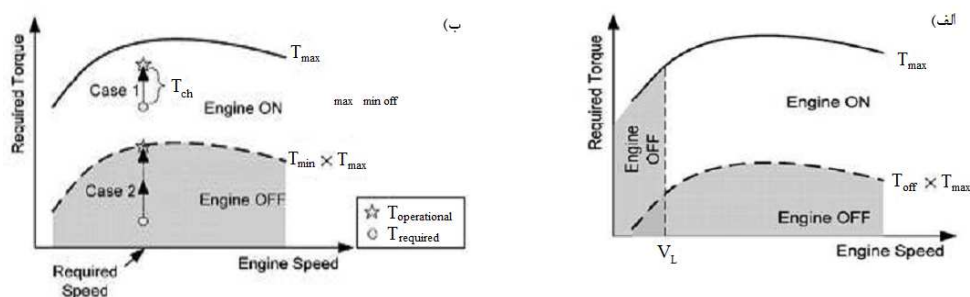 ب)
Required Torque
T_max
Case 1
T_ch
Engine ON
max min off
T_min × T_max
Case 2
Engine OFF
T_operational
T_required
Engine Speed
Required
Speed
الف)
Required Torque
T_max
Engine ON
Engine
OFF
T_off × T_max
Engine OFF
V_L
Engine Speed